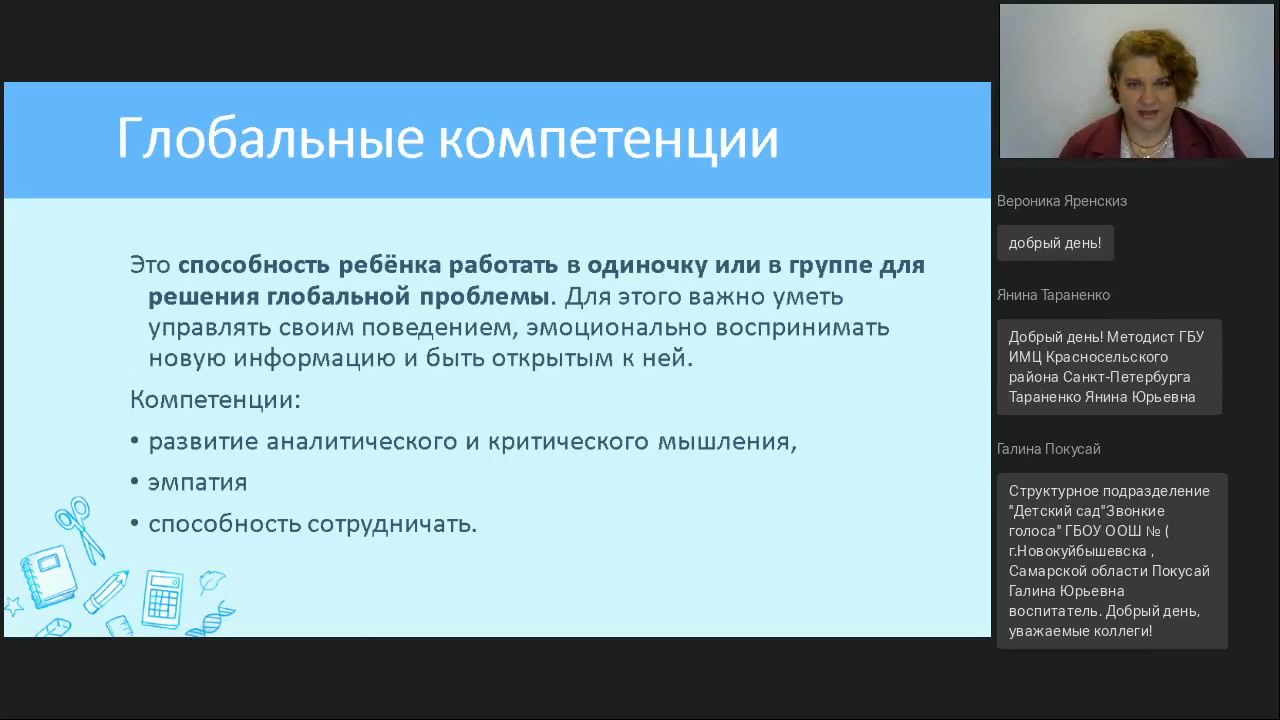 Глобальные компетенции
Это способность ребёнка работать в одиночку или в группе для
решения глобальной проблемы. Для этого важно уметь
управлять своим поведением, эмоционально воспринимать
новую информацию и быть открытым к ней.
Компетенции:
• развитие аналитического и критического мышления,
• эмпатия
• способность сотрудничать.
Вероника Яренскиз
добрый день!
Янина Тараненко
Добрый день! Методист ГБУ
ИМЦ Красносельского
района Санкт-Петербурга
Тараненко Янина Юрьевна
Галина Покусай
Структурное подразделение
"Детский сад"Звонкие
голоса" ГБОУ ООШ № (
г.Новокуйбышевска ,
Самарской области Покусай
Галина Юрьевна
воспитатель. Добрый день,
уважаемые коллеги!